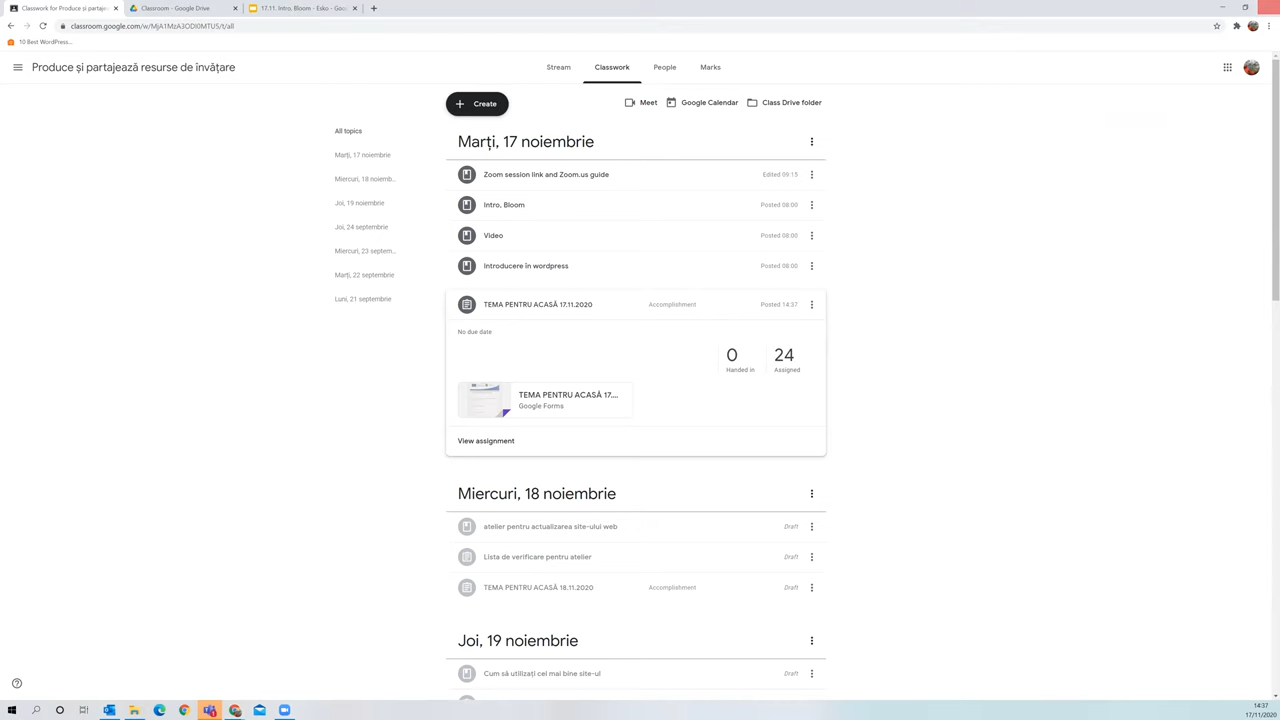 Classwork for Produce și partajea
Classroom - Google Drive
17.11. Intro, Bloom - Esko - Goo
classroom.google.com/w/MjA1MzA3ODI0MTU5/t/all
10 Best WordPress...
Produce și partajează resurse de învățare
Stream
Classwork
People
Marks
Create
Meet
Google Calendar
Class Drive folder
All topics
Marți, 17 noiembrie
Miercuri, 18 noiemb...
Joi, 19 noiembrie
Joi, 24 septembrie
Miercuri, 23 septem...
Marți, 22 septembrie
Luni, 21 septembrie
Marți, 17 noiembrie
Zoom session link and Zoom.us guide
Edited 09:15
Intro, Bloom
Posted 08:00
Video
Posted 08:00
Introducere în wordpress
Posted 08:00
TEMA PENTRU ACASĂ 17.11.2020
Accomplishment
Posted 14:37
No due date
0
Handed in
24
Assigned
TEMA PENTRU ACASĂ 17....
Google Forms
View assignment
Miercuri, 18 noiembrie
atelier pentru actualizarea site-ului web
Draft
Lista de verificare pentru atelier
Draft
TEMA PENTRU ACASĂ 18.11.2020
Accomplishment
Draft
Joi, 19 noiembrie
Cum să utilizați cel mai bine site-ul
Draft
14:37
17/11/2020